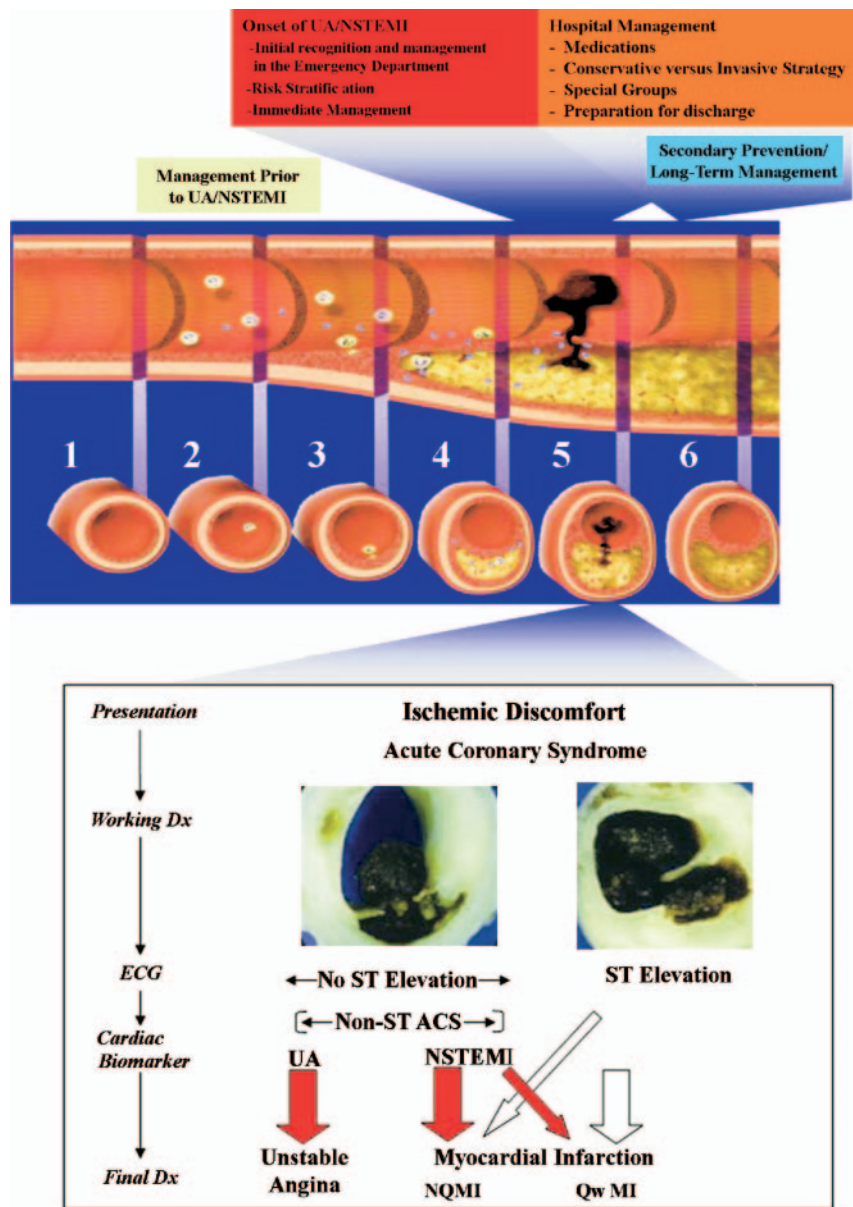 Onset of UA/NSTEMI
-Initial recognition and management
in the Emergency Department
-Risk Stratific ation
-Immediate Management
Hospital Management
- Medications
- Conservative versus Invasive Strategy
- Special Groups
- Preparation for discharge
Secondary Prevention/
Long-Term Management
Management Prior
to UA/NSTEMI
1 2 3 4 5 6
Presentation
Ischemic Discomfort
Acute Coronary Syndrome
Working Dx
ECG
No ST Elevation
ST Elevation
Non-ST ACS
Cardiac
Biomarker
UA
NSTEMI
Final Dx
Unstable
Angina
Myocardial Infarction
NQMI
Qw MI